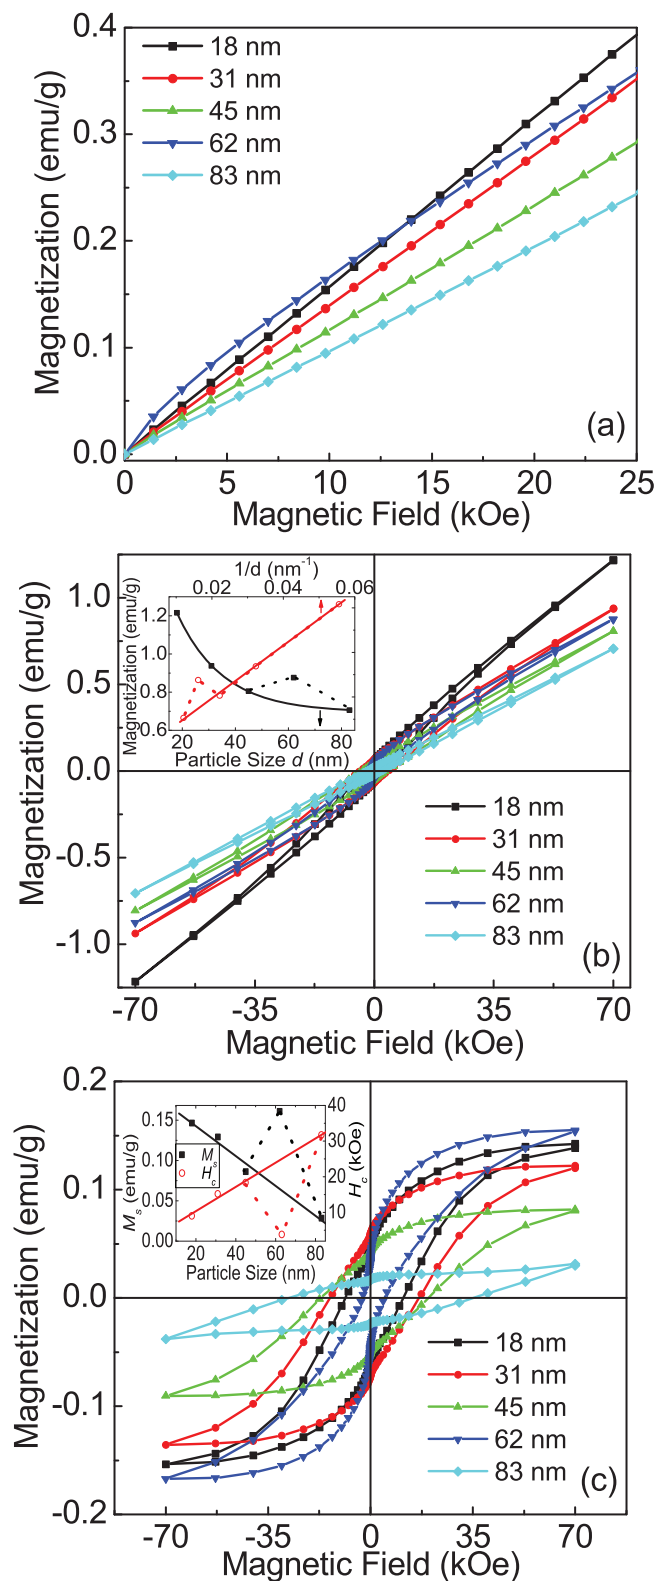 0.4
0.3
0.2
0.1
0.0
Magnetization (emu/g)
18 nm
31 nm
45 nm
62 nm
83 nm
(a)
0 5 10 15 20 25
Magnetic Field (kOe)
1.0
0.5
0.0
-0.5
-1.0
Magnetization (emu/g)
1/d (nm⁻¹)
0.02 0.04 0.06
1.2
1.0
0.8
0.6
Magnetization (emu/g)
20 40 60 80
Particle Size d (nm)
18 nm
31 nm
45 nm
62 nm
83 nm
(b)
-70 -35 0 35 70
Magnetic Field (kOe)
0.2
0.1
0.0
-0.1
-0.2
Magnetization (emu/g)
0.15
0.10
0.05
0.00
Mₛ (emu/g)
Mₛ
H꜀
40
30
20
10
H꜀ (kOe)
20 40 60 80
Particle Size (nm)
18 nm
31 nm
45 nm
62 nm
83 nm
(c)
-70 -35 0 35 70
Magnetic Field (kOe)